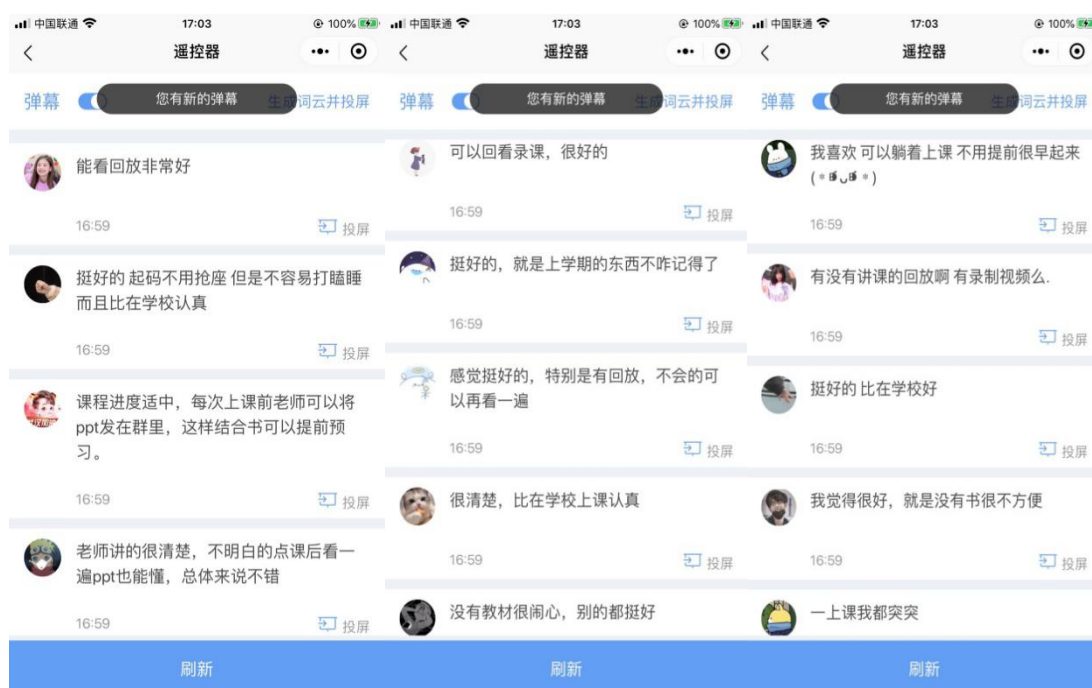 中国联通 17:03 100%
遥控器
弹幕 您有新的弹幕 生成词云并投屏
能看回放非常好
16:59 投屏
挺好的 起码不用抢座 但是不容易打瞌睡
而且比在学校认真
16:59 投屏
课程进度适中，每次上课前老师可以将
ppt发在群里，这样结合书可以提前预
习。
16:59 投屏
老师讲的很清楚，不明白的点课后看一
遍ppt也能懂，总体来说不错
16:59 投屏
刷新
中国联通 17:03 100%
遥控器
弹幕 您有新的弹幕 生成词云并投屏
可以回看录课，很好的
16:59 投屏
挺好的，就是上学期的东西不咋记得了
16:59 投屏
感觉挺好的，特别是有回放，不会的可
以再看一遍
16:59 投屏
很清楚，比在学校上课认真
16:59 投屏
没有教材很闹心，别的都挺好
刷新
中国联通 17:03 100%
遥控器
弹幕 您有新的弹幕 生成词云并投屏
我喜欢 可以躺着上课 不用提前很早起来
16:59 投屏
有没有讲课的回放啊 有录制视频么.
16:59 投屏
挺好的 比在学校好
16:59 投屏
我觉得很好，就是没有书很不方便
16:59 投屏
一上课我都突突
刷新